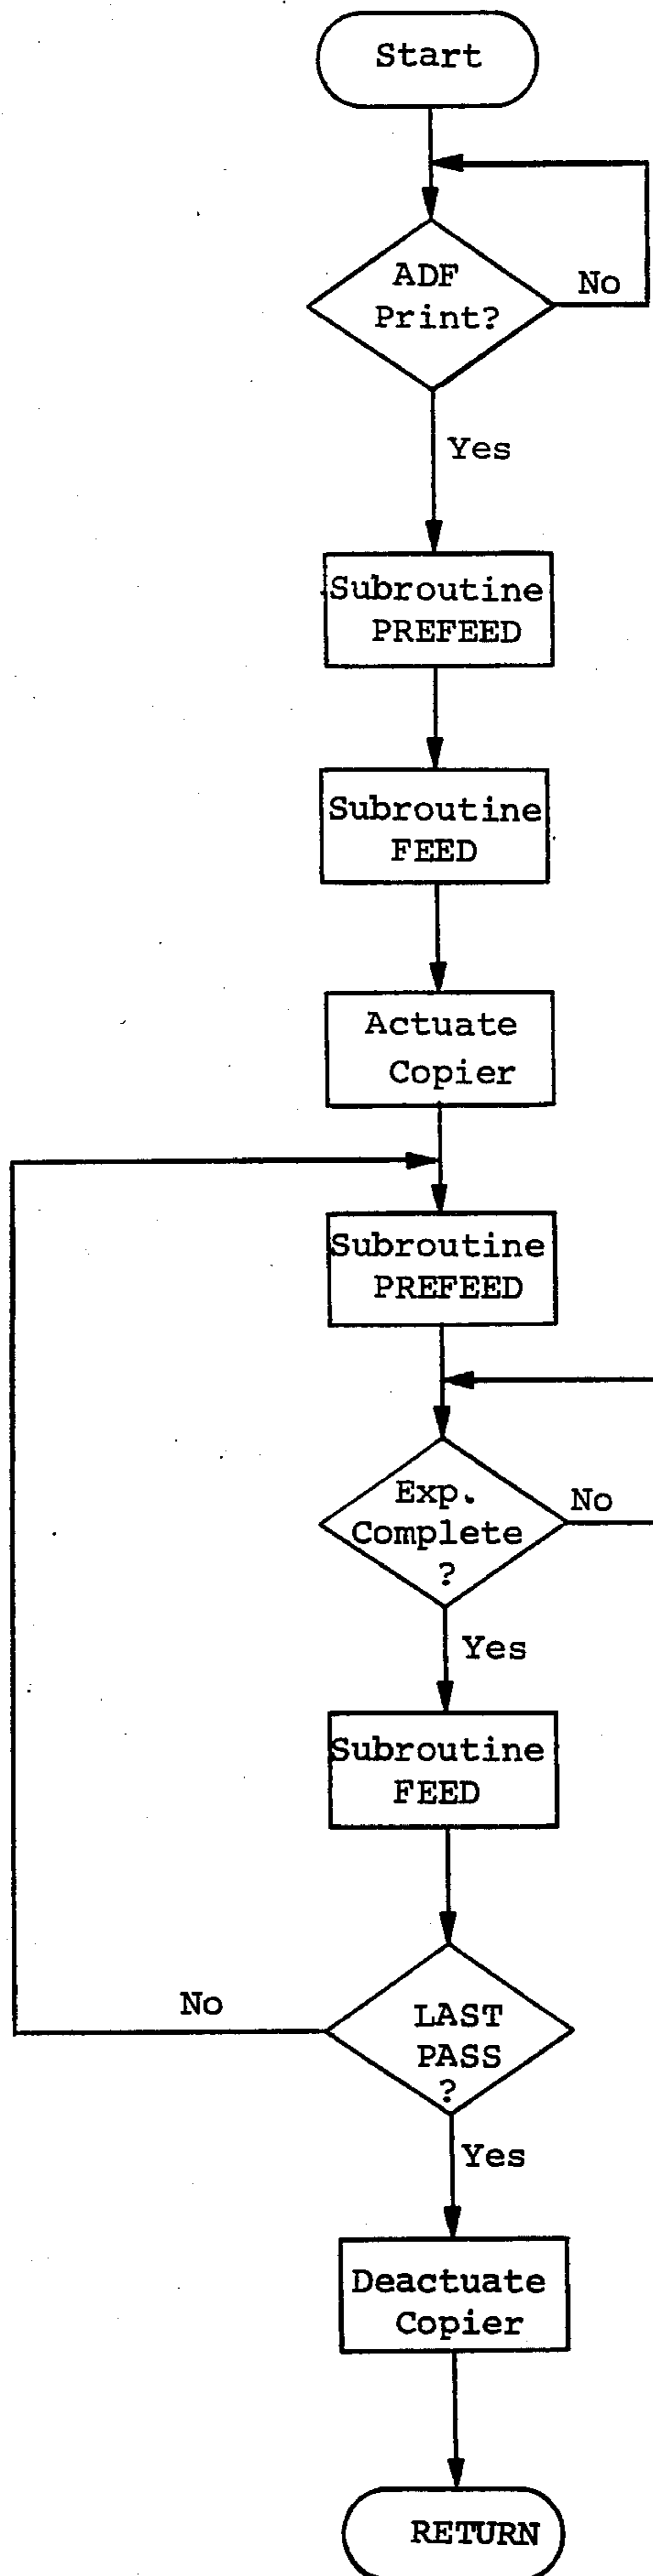 Start
ADF
Print?
No
Yes
Subroutine
PREFEED
Subroutine
FEED
Actuate
Copier
Subroutine
PREFEED
Exp.
Complete
?
No
Yes
Subroutine
FEED
No
LAST
PASS
?
Yes
Deactuate
Copier
RETURN